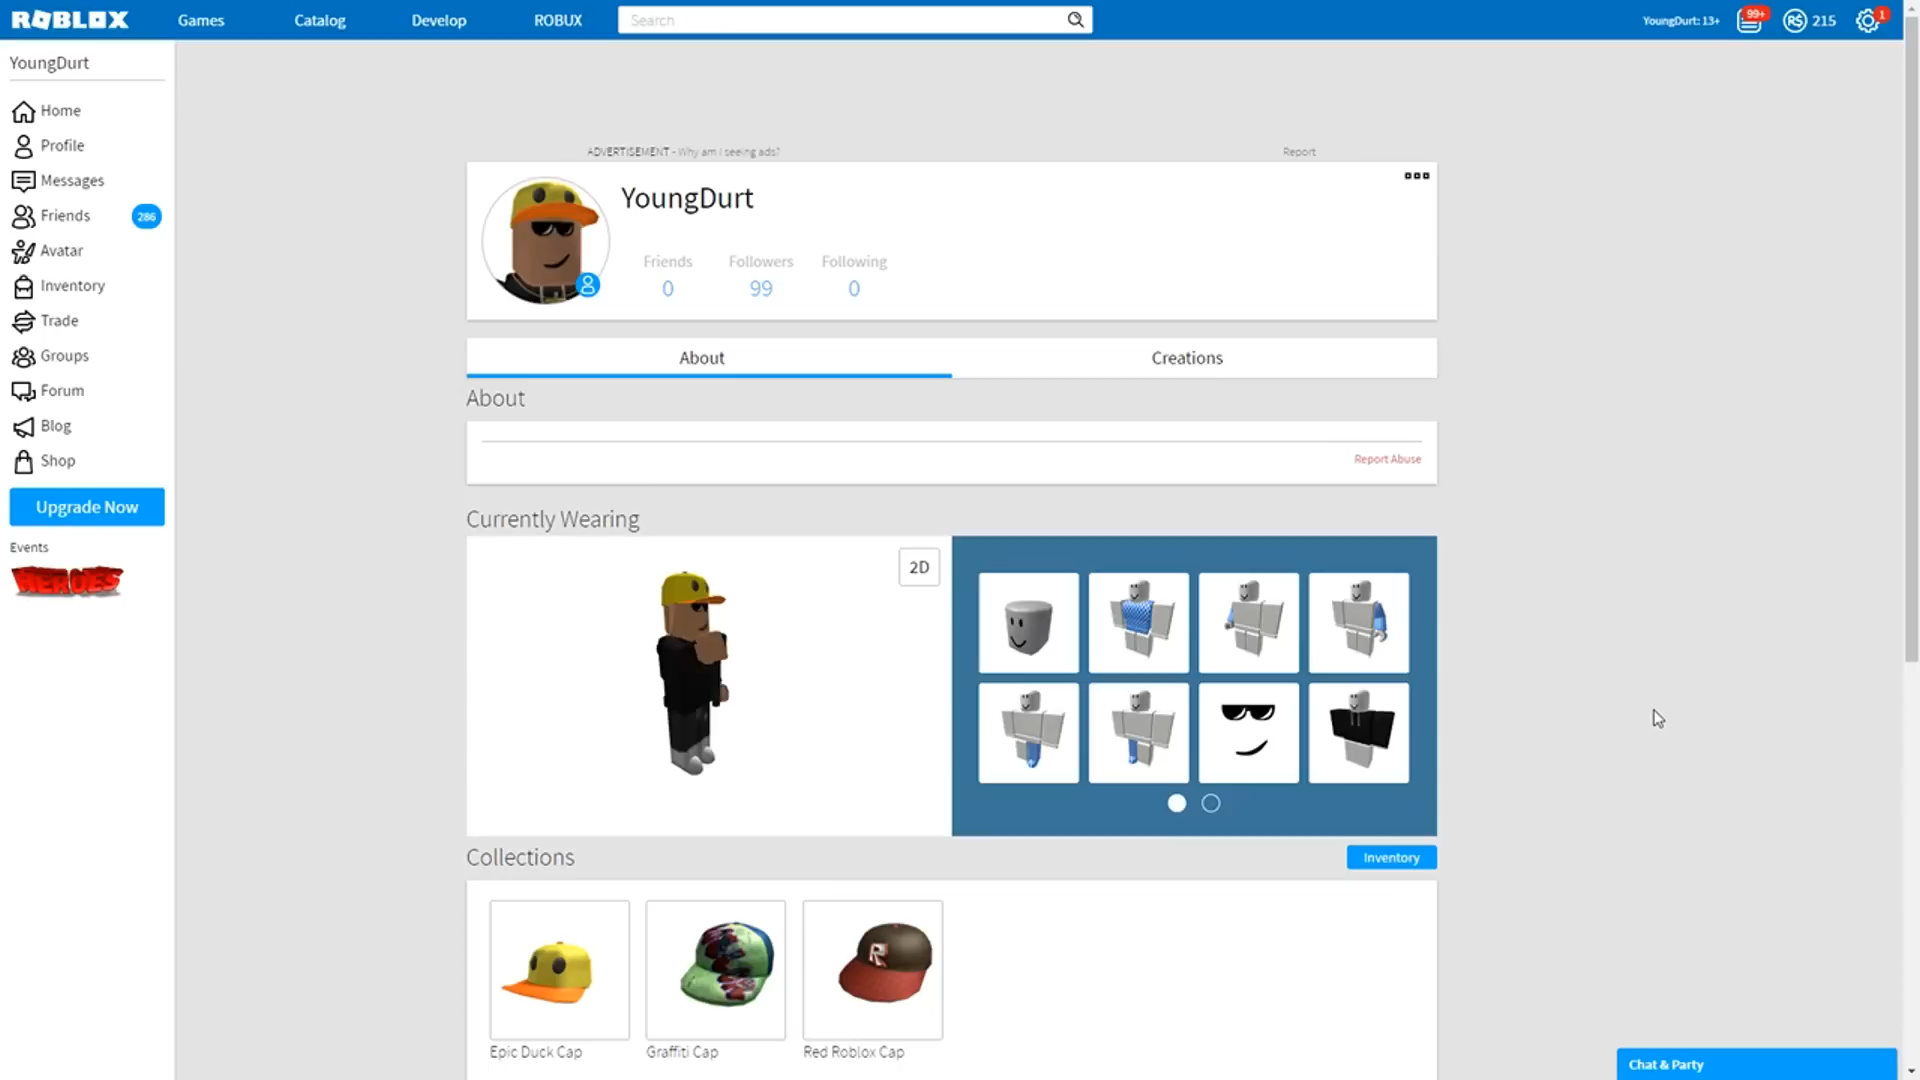 ROBLOX
Games
Catalog
Develop
ROBUX
Search
YoungDurt: 13+
99+
R$ 215
1
YoungDurt
Home
Profile
Messages
Friends
286
Avatar
Inventory
Trade
Groups
Forum
Blog
Shop
Upgrade Now
Events
HEROES
ADVERTISEMENT - Why am I seeing ads?
Report
YoungDurt
Friends
Followers
Following
0
99
0
About
Creations
About
Report Abuse
Currently Wearing
2D
Collections
Inventory
R
Epic Duck Cap
Graffiti Cap
Red Roblox Cap
Chat & Party